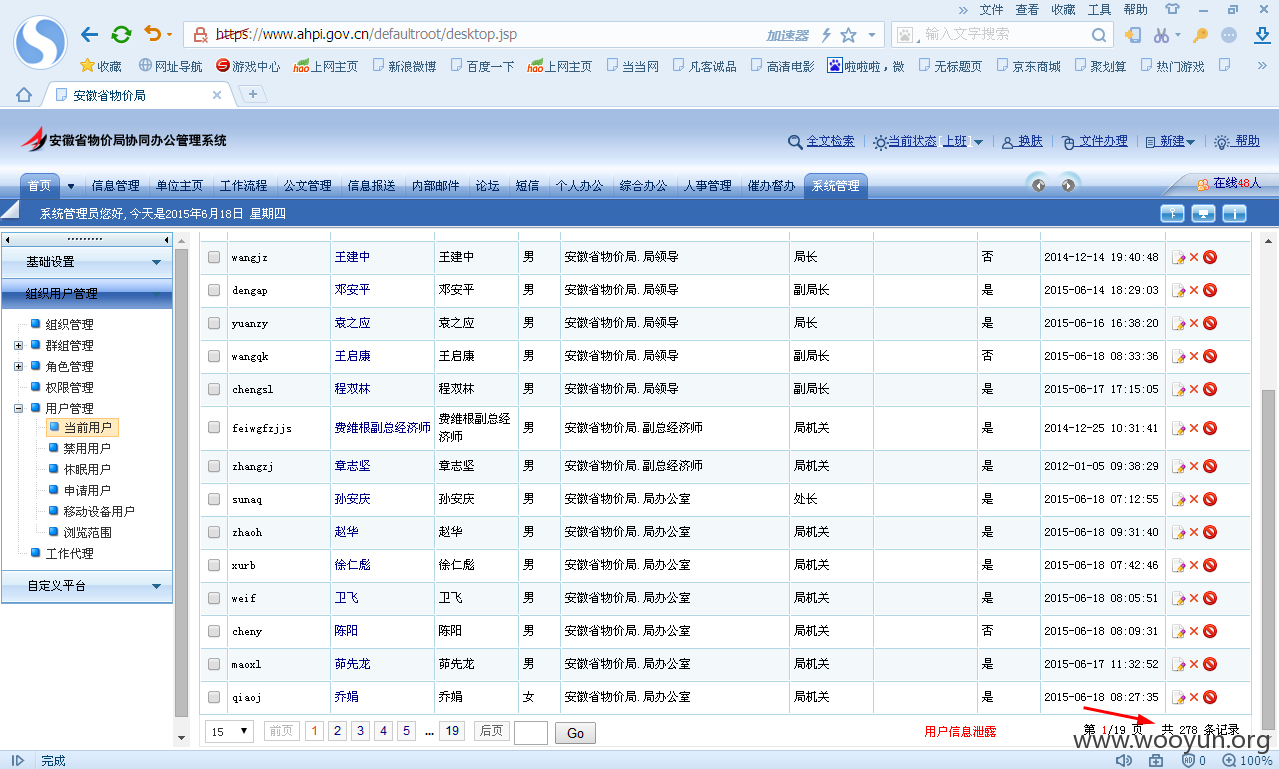 文件 查看 收藏 工具 帮助
https://www.ahpi.gov.cn/defaultroot/desktop.jsp 加速器 输入文字搜索
收藏 网址导航 游戏中心 hao上网主页 新浪微博 百度一下 hao上网主页 当当网 凡客诚品 高清电影 啦啦啦，微 无标题页 京东商城 聚划算 热门游戏
安徽省物价局
安徽省物价局协同办公管理系统 全文检索 当前状态[上班] 换肤 文件办理 新建 帮助
首页 信息管理 单位主页 工作流程 公文管理 信息报送 内部邮件 论坛 短信 个人办公 综合办公 人事管理 催办督办 系统管理 在线48人
系统管理员您好,今天是2015年6月18日 星期四
基础设置
组织用户管理
组织管理
群组管理
角色管理
权限管理
用户管理
当前用户
禁用用户
休眠用户
申请用户
移动设备用户
浏览范围
工作代理
自定义平台
wangjz 王建中 王建中 男 安徽省物价局.局领导 局长 否 2014-12-14 19:40:48
dengap 邓安平 邓安平 男 安徽省物价局.局领导 副局长 是 2015-06-14 18:29:03
yuanzy 袁之应 袁之应 男 安徽省物价局.局领导 局长 是 2015-06-16 16:38:20
wangqk 王启康 王启康 男 安徽省物价局.局领导 副局长 否 2015-06-18 08:33:36
chengsl 程双林 程双林 男 安徽省物价局.局领导 副局长 是 2015-06-17 17:15:05
feiwgfzjjs 费维根副总经济师 费维根副总经济师 男 安徽省物价局.副总经济师 局机关 是 2014-12-25 10:31:41
zhangzj 章志坚 章志坚 男 安徽省物价局.副总经济师 局机关 是 2012-01-05 09:38:29
sunaq 孙安庆 孙安庆 男 安徽省物价局.局办公室 处长 是 2015-06-18 07:12:55
zhaoh 赵华 赵华 男 安徽省物价局.局办公室 局机关 是 2015-06-18 09:31:40
xurb 徐仁彪 徐仁彪 男 安徽省物价局.局办公室 局机关 是 2015-06-18 07:42:46
weif 卫飞 卫飞 男 安徽省物价局.局办公室 局机关 是 2015-06-18 08:05:51
cheny 陈阳 陈阳 男 安徽省物价局.局办公室 局机关 否 2015-06-18 08:09:31
maoxl 茆先龙 茆先龙 男 安徽省物价局.局办公室 局机关 是 2015-06-17 11:32:52
qiaoj 乔娟 乔娟 女 安徽省物价局.局办公室 局机关 是 2015-06-18 08:27:35
15 前页 1 2 3 4 5 ... 19 后页 Go 用户信息泄露 第 1/19 页 共 278 条记录
www.wooyun.org
完成 0 100%